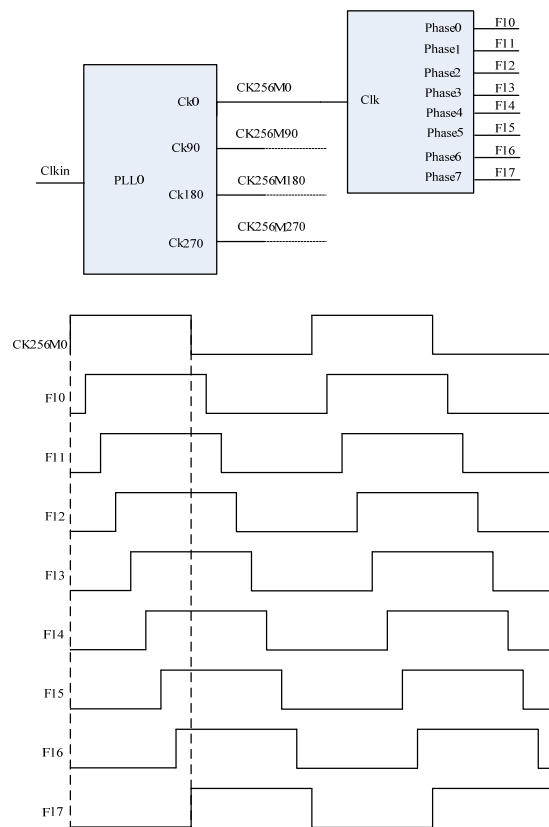 Clkin
PLL0
Ck0
Ck90
Ck180
Ck270
CK256M0
CK256M90
CK256M180
CK256M270
Clk
Phase0 F10
Phase1 F11
Phase2 F12
Phase3 F13
Phase4 F14
Phase5 F15
Phase6 F16
Phase7 F17
CK256M0
F10
F11
F12
F13
F14
F15
F16
F17